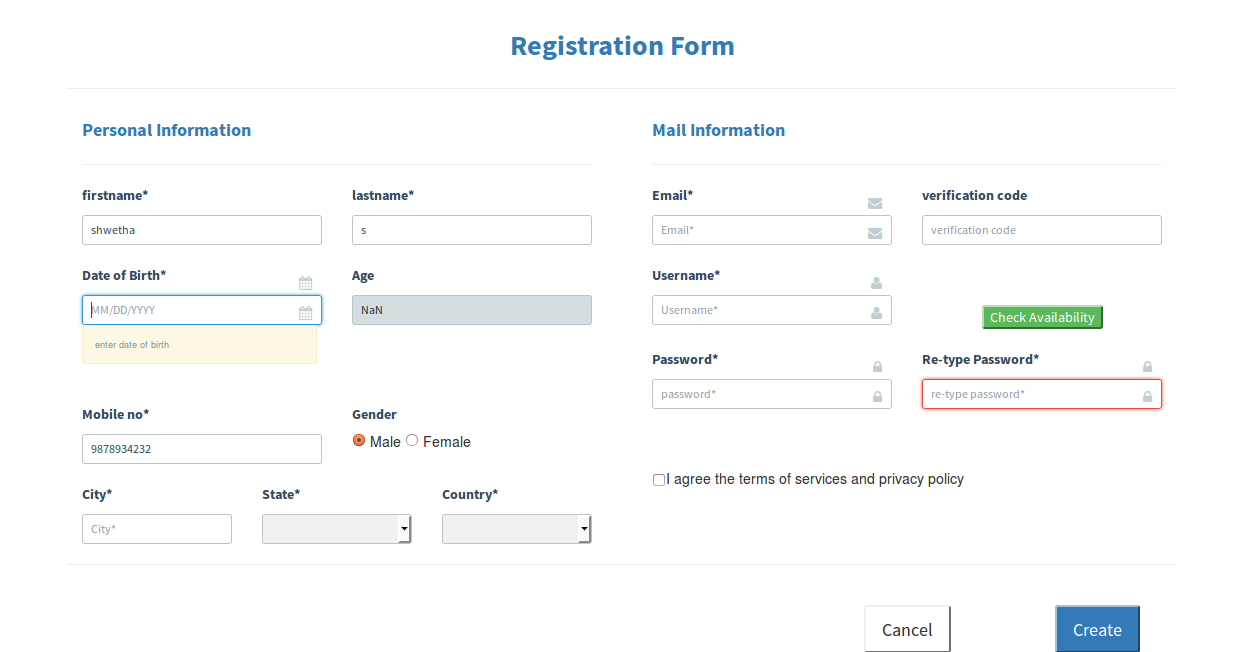 Registration Form
Personal Information
Mail Information
firstname*
lastname*
Email*
verification code
shwetha
s
Email*
verification code
Date of Birth*
Age
Username*
MM/DD/YYYY
NaN
Username*
Check Availability
enter date of birth
Password*
Re-type Password*
password*
re-type password*
Mobile no*
Gender
9878934232
Male Female
I agree the terms of services and privacy policy
City*
State*
Country*
City*
Cancel
Create